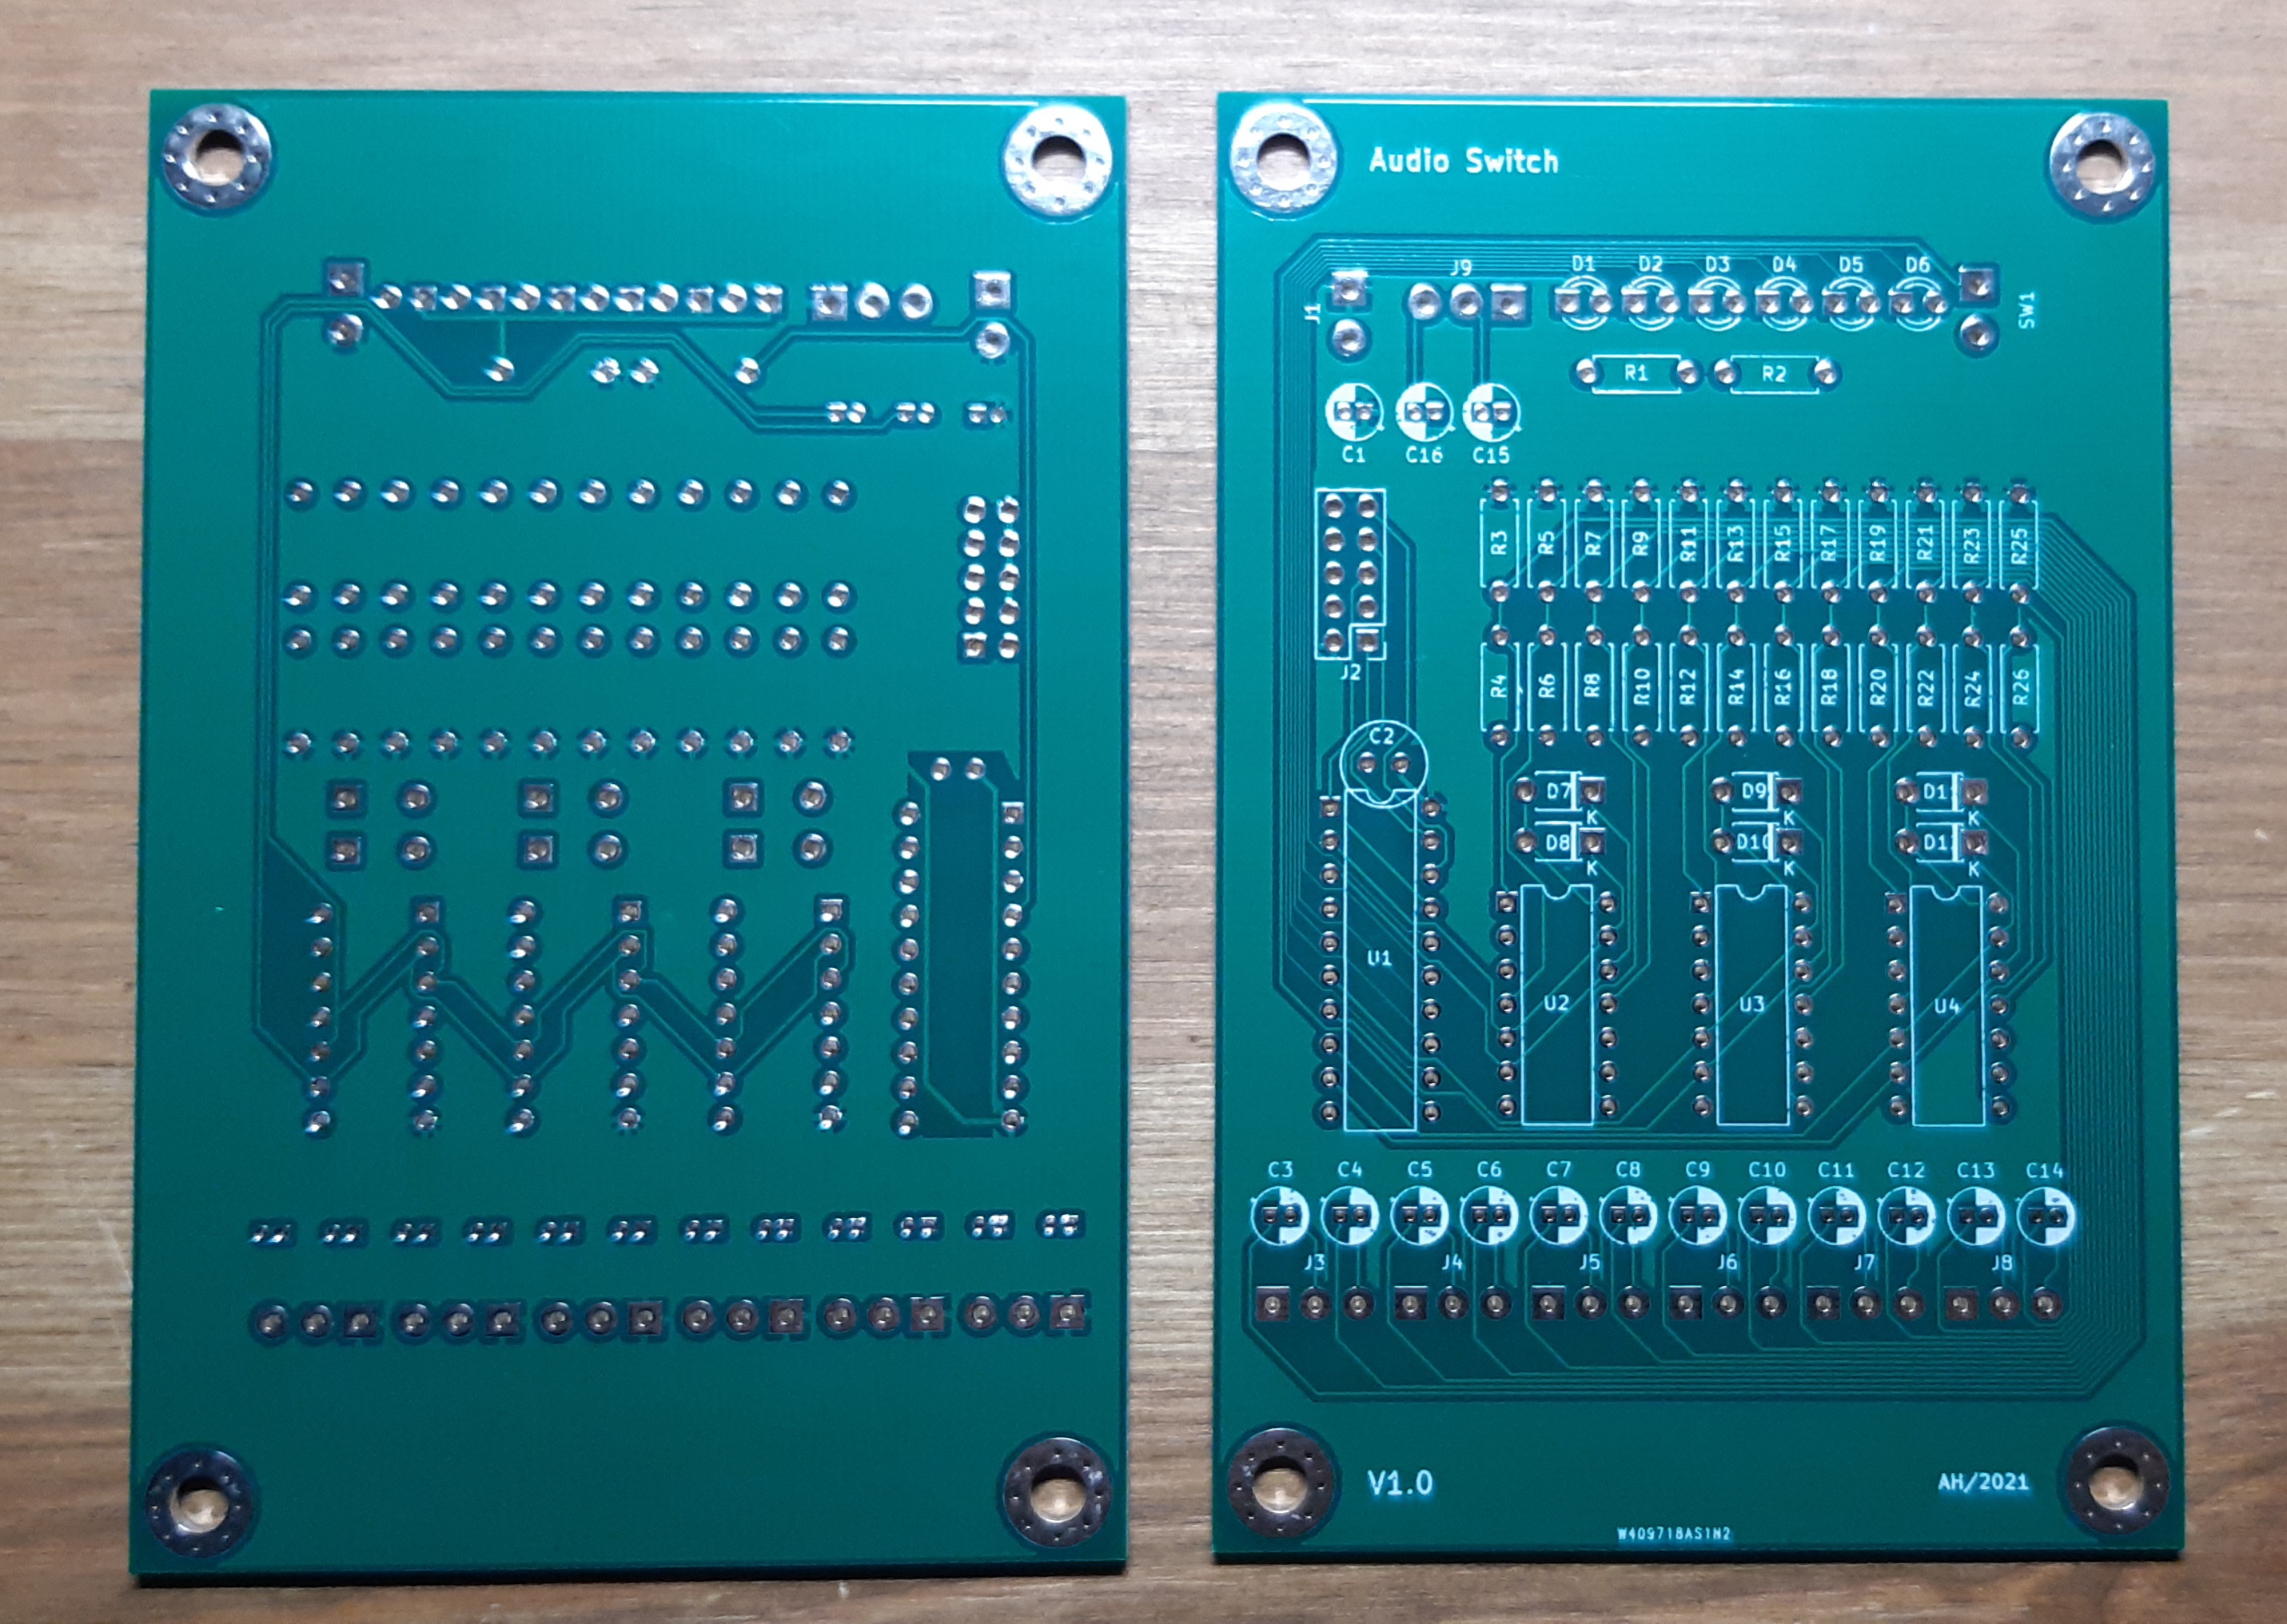 Audio Switch
J1 J9 D1 D2 D3 D4 D5 D6 SW1
R1 R2
C1 C16 C15
R3 R5 R7 R9 R11 R13 R15 R17 R19 R21 R23 R25
J2 R4 R6 R8 R10 R12 R14 R16 R18 R20 R22 R24 R26
C2
D7 D9 D1
K K K
D8 D10 D1
K K K
U1 U2 U3 U4
C3 C4 C5 C6 C7 C8 C9 C10 C11 C12 C13 C14
J3 J4 J5 J6 J7 J8
V1.0 AH/2021
W409718AS1N2